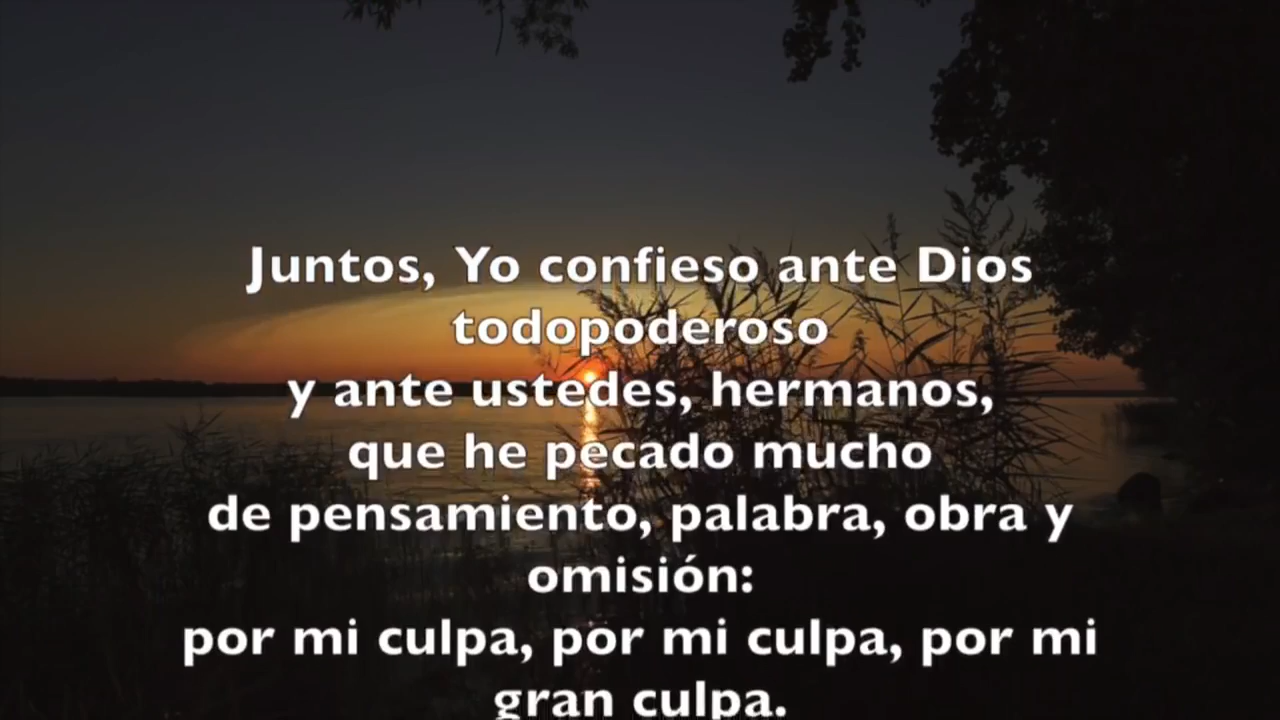 Juntos, Yo confieso ante Dios
todopoderoso
y ante ustedes, hermanos,
que he pecado mucho
de pensamiento, palabra, obra y
omisión:
por mi culpa, por mi culpa, por mi
gran culpa.